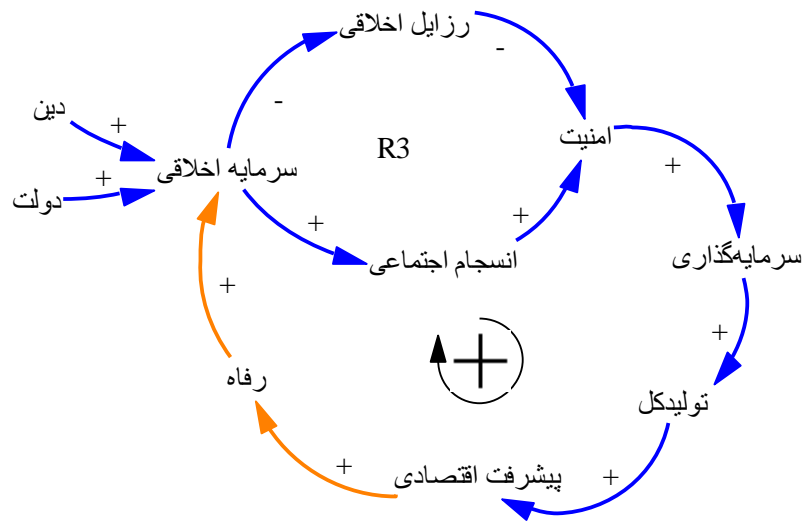 رزایل اخلاقی
-
-
دین
+
امنیت
R3
+
سرمایه اخلاقی
+
دولت
+
+
انسجام اجتماعی
سرمایه‌گذاری
+
+
+
رفاه
تولیدکل
+
پیشرفت اقتصادی
+